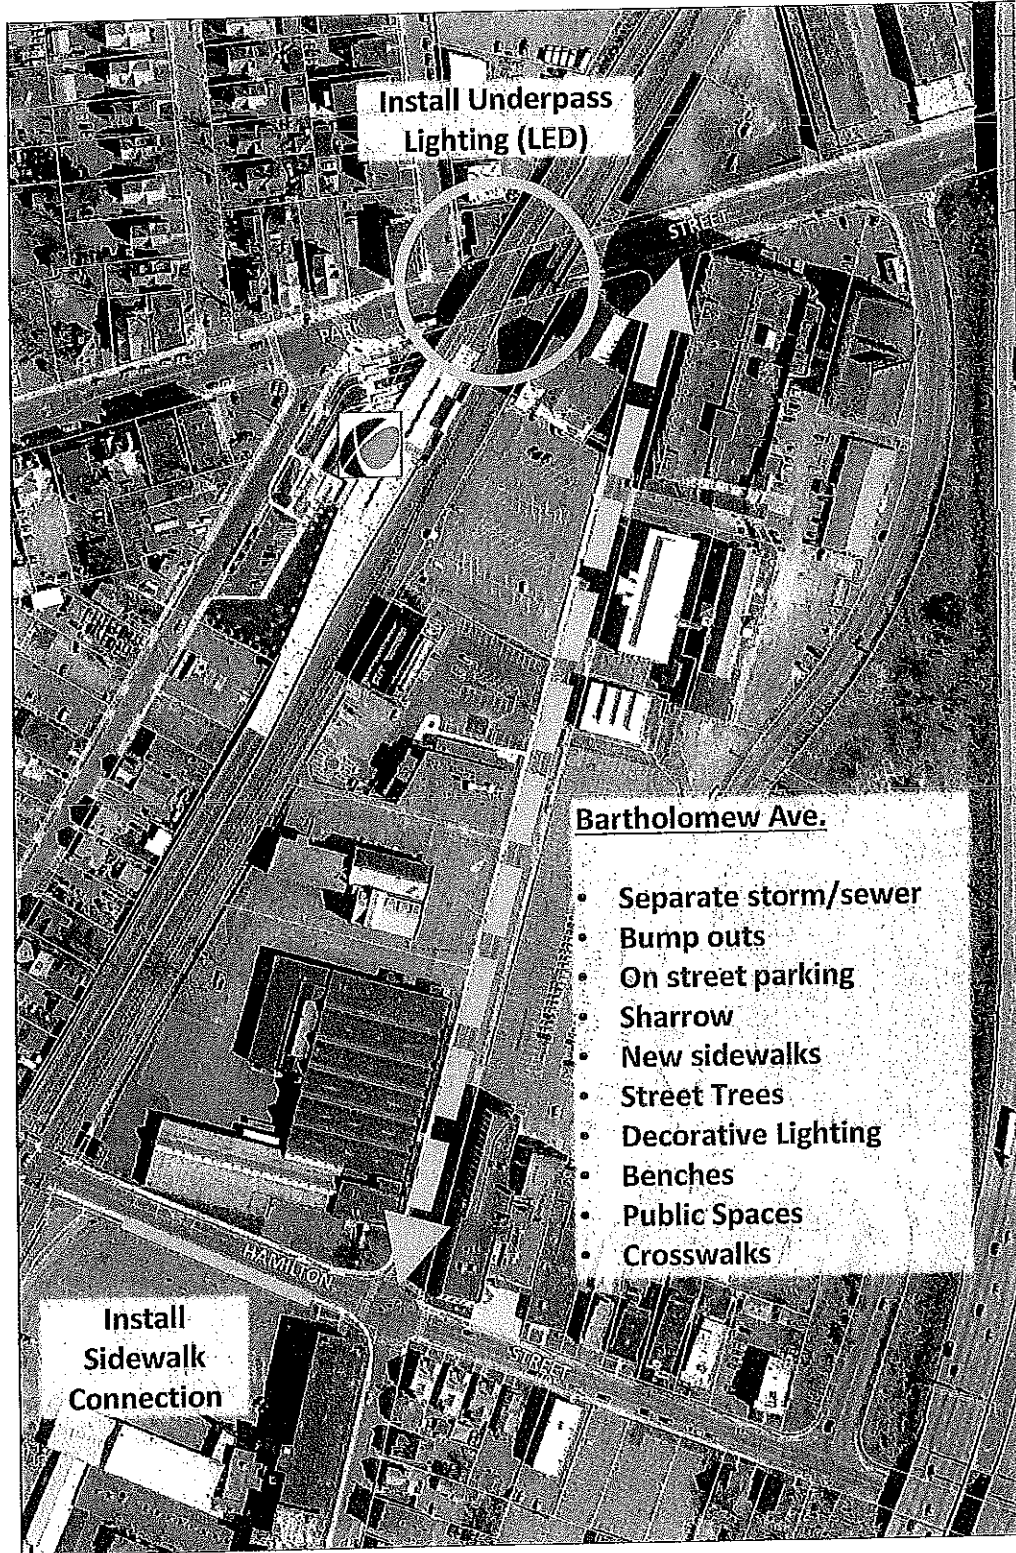 Install Underpass
Lighting (LED)
STREET
PARK
Bartholomew Ave.
• Separate storm/sewer
• Bump outs
• On street parking
• Sharrow
• New sidewalks
• Street Trees
• Decorative Lighting
• Benches
• Public Spaces
• Crosswalks
HAMILTON
STREET
Install
Sidewalk
Connection